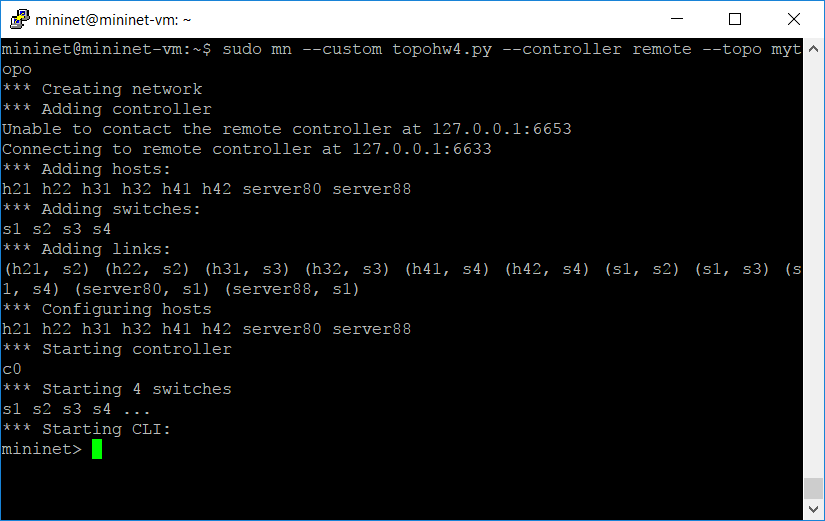 mininet@mininet-vm: ~
mininet@mininet-vm:~$ sudo mn --custom topohw4.py --controller remote --topo myt
opo
*** Creating network
*** Adding controller
Unable to contact the remote controller at 127.0.0.1:6653
Connecting to remote controller at 127.0.0.1:6633
*** Adding hosts:
h21 h22 h31 h32 h41 h42 server80 server88
*** Adding switches:
s1 s2 s3 s4
*** Adding links:
(h21, s2) (h22, s2) (h31, s3) (h32, s3) (h41, s4) (h42, s4) (s1, s2) (s1, s3) (s
1, s4) (server80, s1) (server88, s1)
*** Configuring hosts
h21 h22 h31 h32 h41 h42 server80 server88
*** Starting controller
c0
*** Starting 4 switches
s1 s2 s3 s4 ...
*** Starting CLI:
mininet>